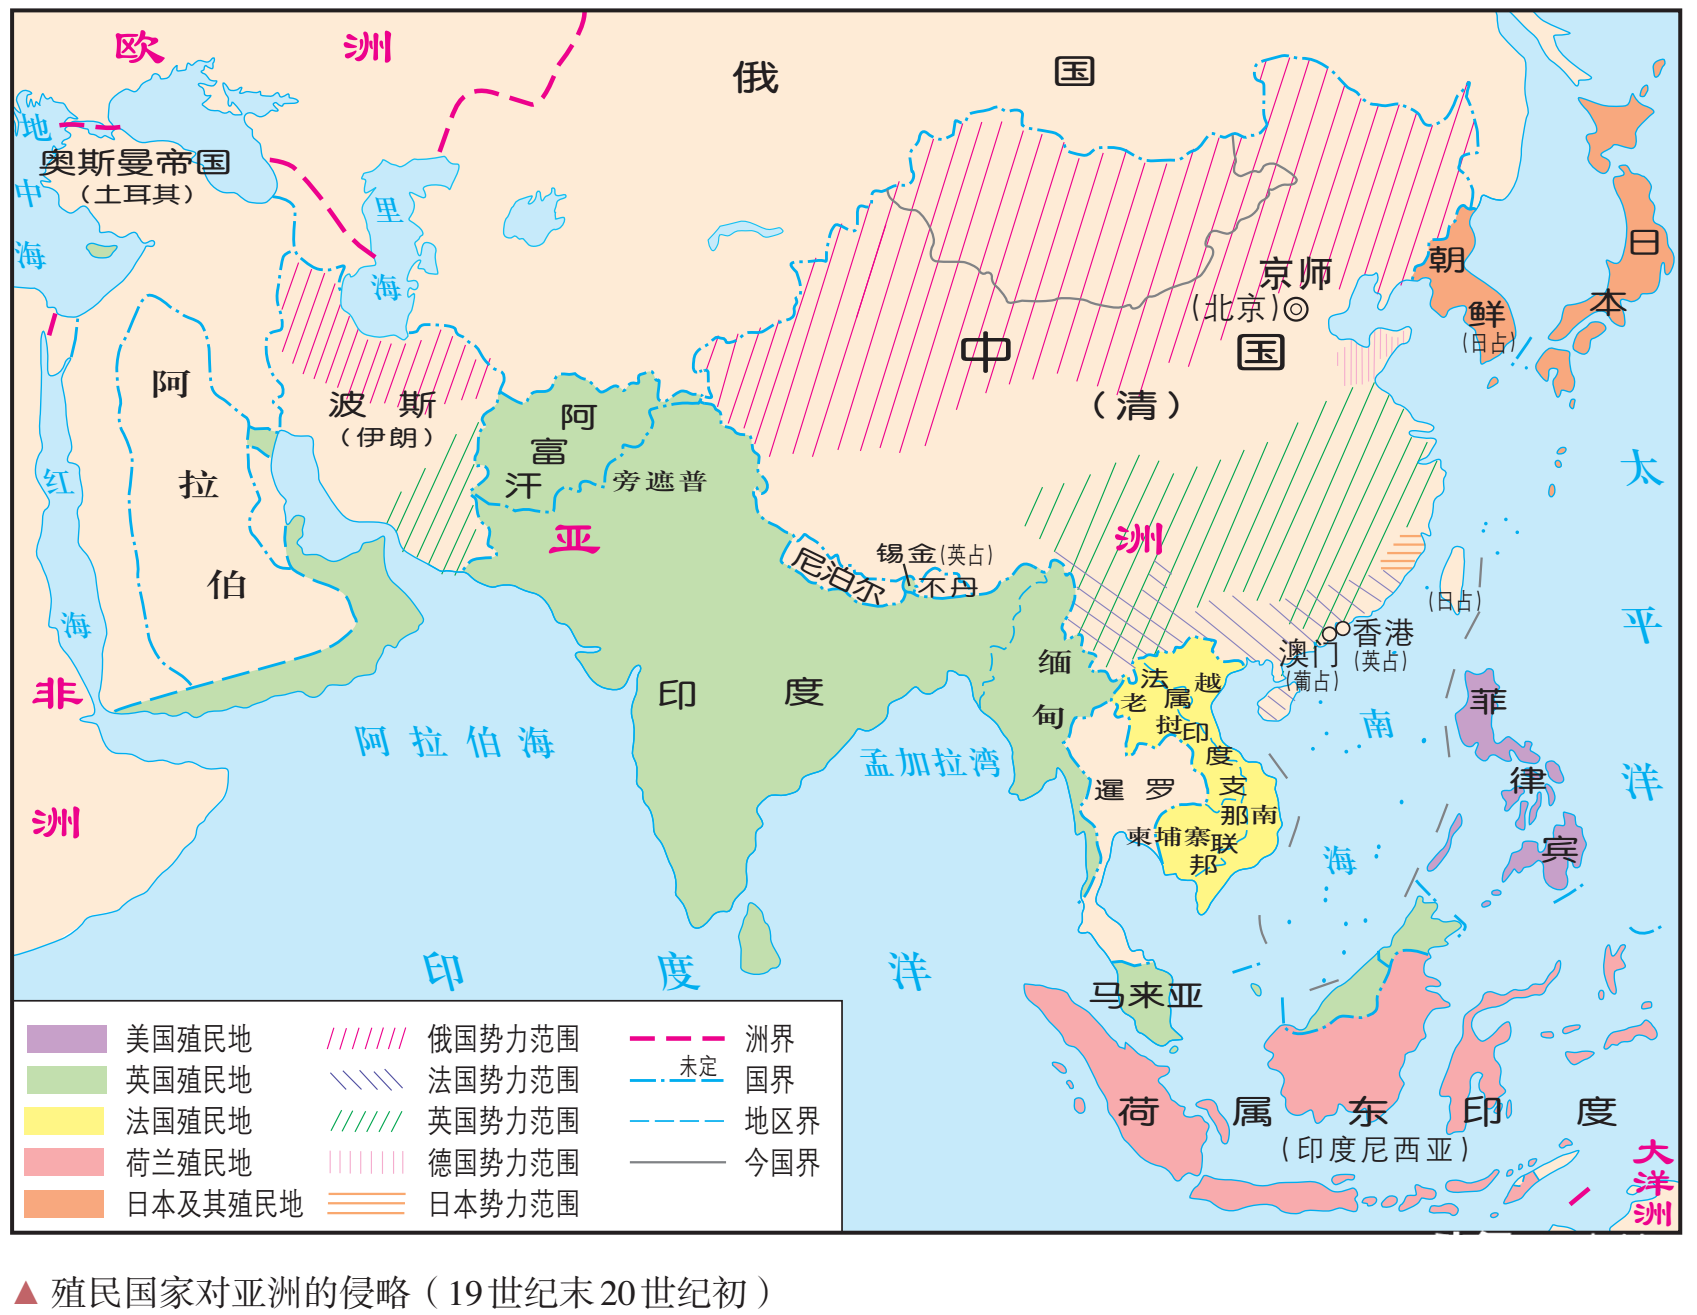 欧洲
俄国
地中海
奥斯曼帝国
(土耳其)
里海
日本
朝鲜
(日占)
京师
(北京)
中国
(清)
阿拉伯
波斯
(伊朗)
阿富汗
旁遮普
亚洲
红海
太平洋
尼泊尔
锡金(英占)
不丹
(日占)
香港
(英占)
澳门
(葡占)
缅甸
印度
非洲
阿拉伯海
孟加拉湾
法属印度支那联邦
老挝
越南
暹罗
柬埔寨
南海
菲律宾
印度洋
马来亚
荷属东印度
(印度尼西亚)
大洋洲
美国殖民地
英国殖民地
法国殖民地
荷兰殖民地
日本及其殖民地
俄国势力范围
法国势力范围
英国势力范围
德国势力范围
日本势力范围
洲界
未定
国界
地区界
今国界
▲ 殖民国家对亚洲的侵略（19世纪末20世纪初）